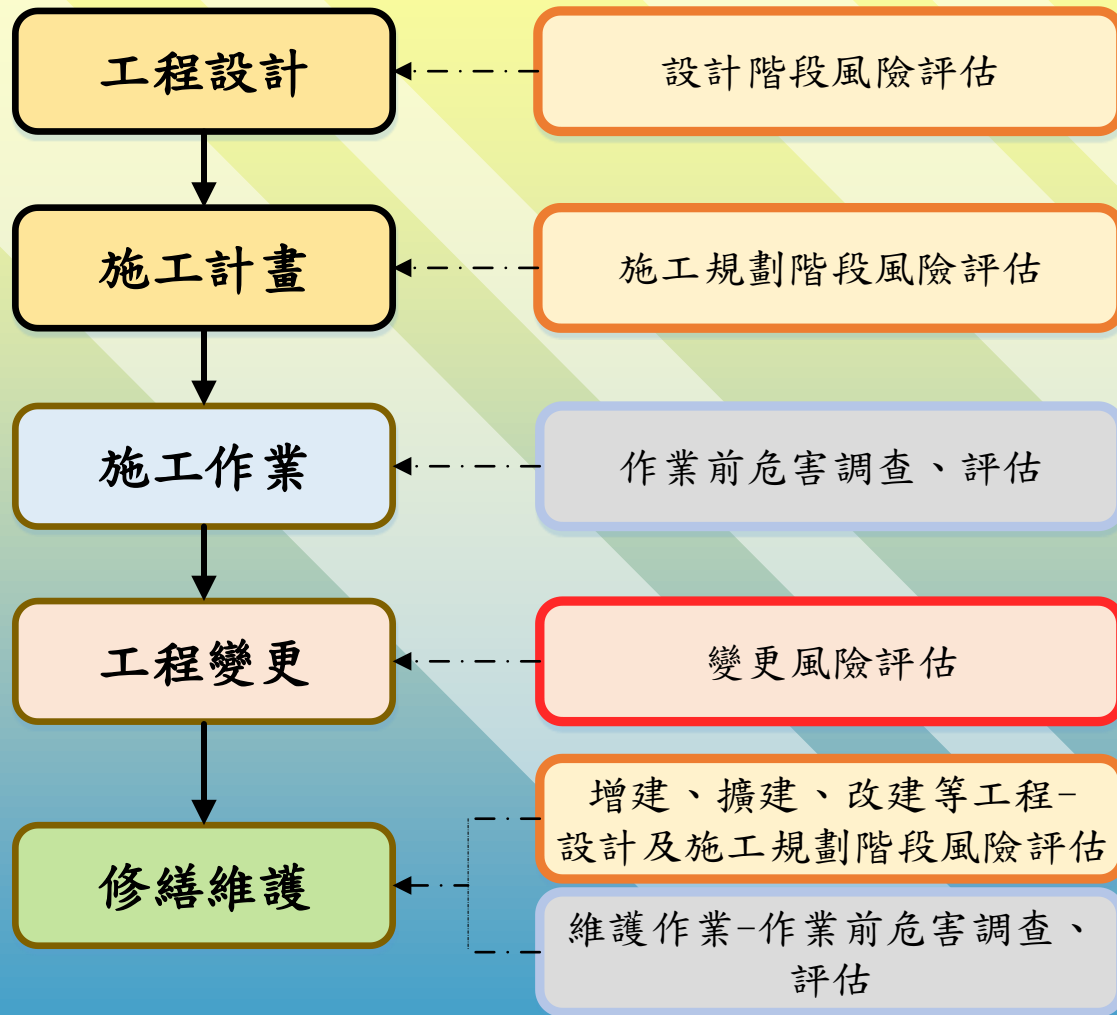 工程設計
設計階段風險評估
施工計畫
施工規劃階段風險評估
施工作業
作業前危害調查、評估
工程變更
變更風險評估
修繕維護
增建、擴建、改建等工程-
設計及施工規劃階段風險評估
維護作業-作業前危害調查、
評估